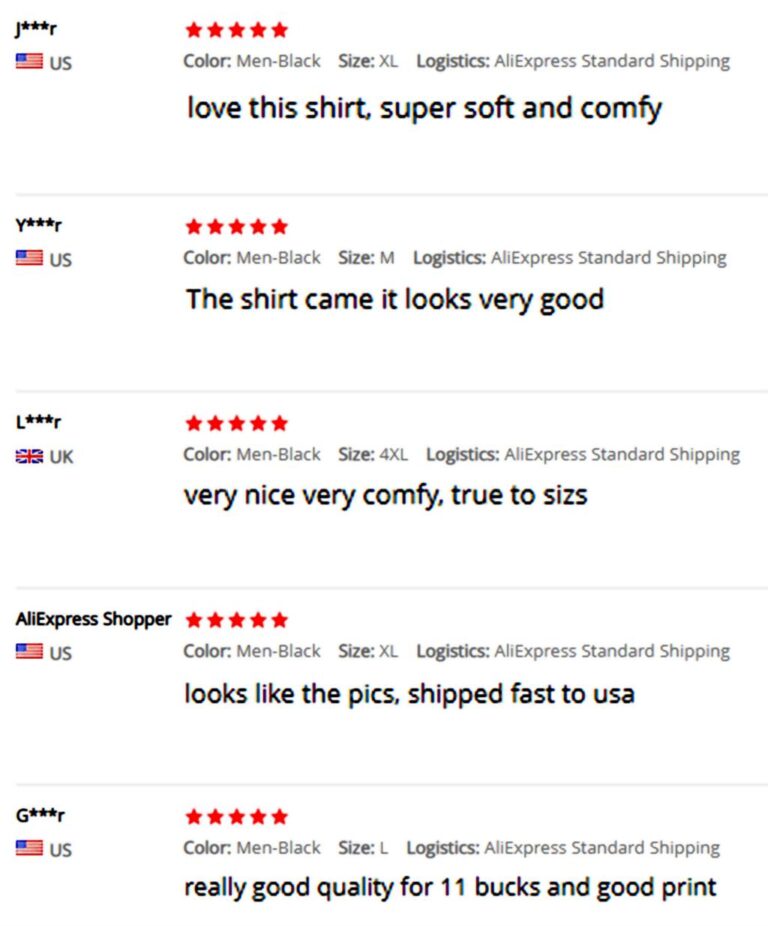 J***r
US
Color: Men-Black Size: XL Logistics: AliExpress Standard Shipping
love this shirt, super soft and comfy
Y***r
US
Color: Men-Black Size: M Logistics: AliExpress Standard Shipping
The shirt came it looks very good
L***r
UK
Color: Men-Black Size: 4XL Logistics: AliExpress Standard Shipping
very nice very comfy, true to sizs
AliExpress Shopper
US
Color: Men-Black Size: XL Logistics: AliExpress Standard Shipping
looks like the pics, shipped fast to usa
G***r
US
Color: Men-Black Size: L Logistics: AliExpress Standard Shipping
really good quality for 11 bucks and good print